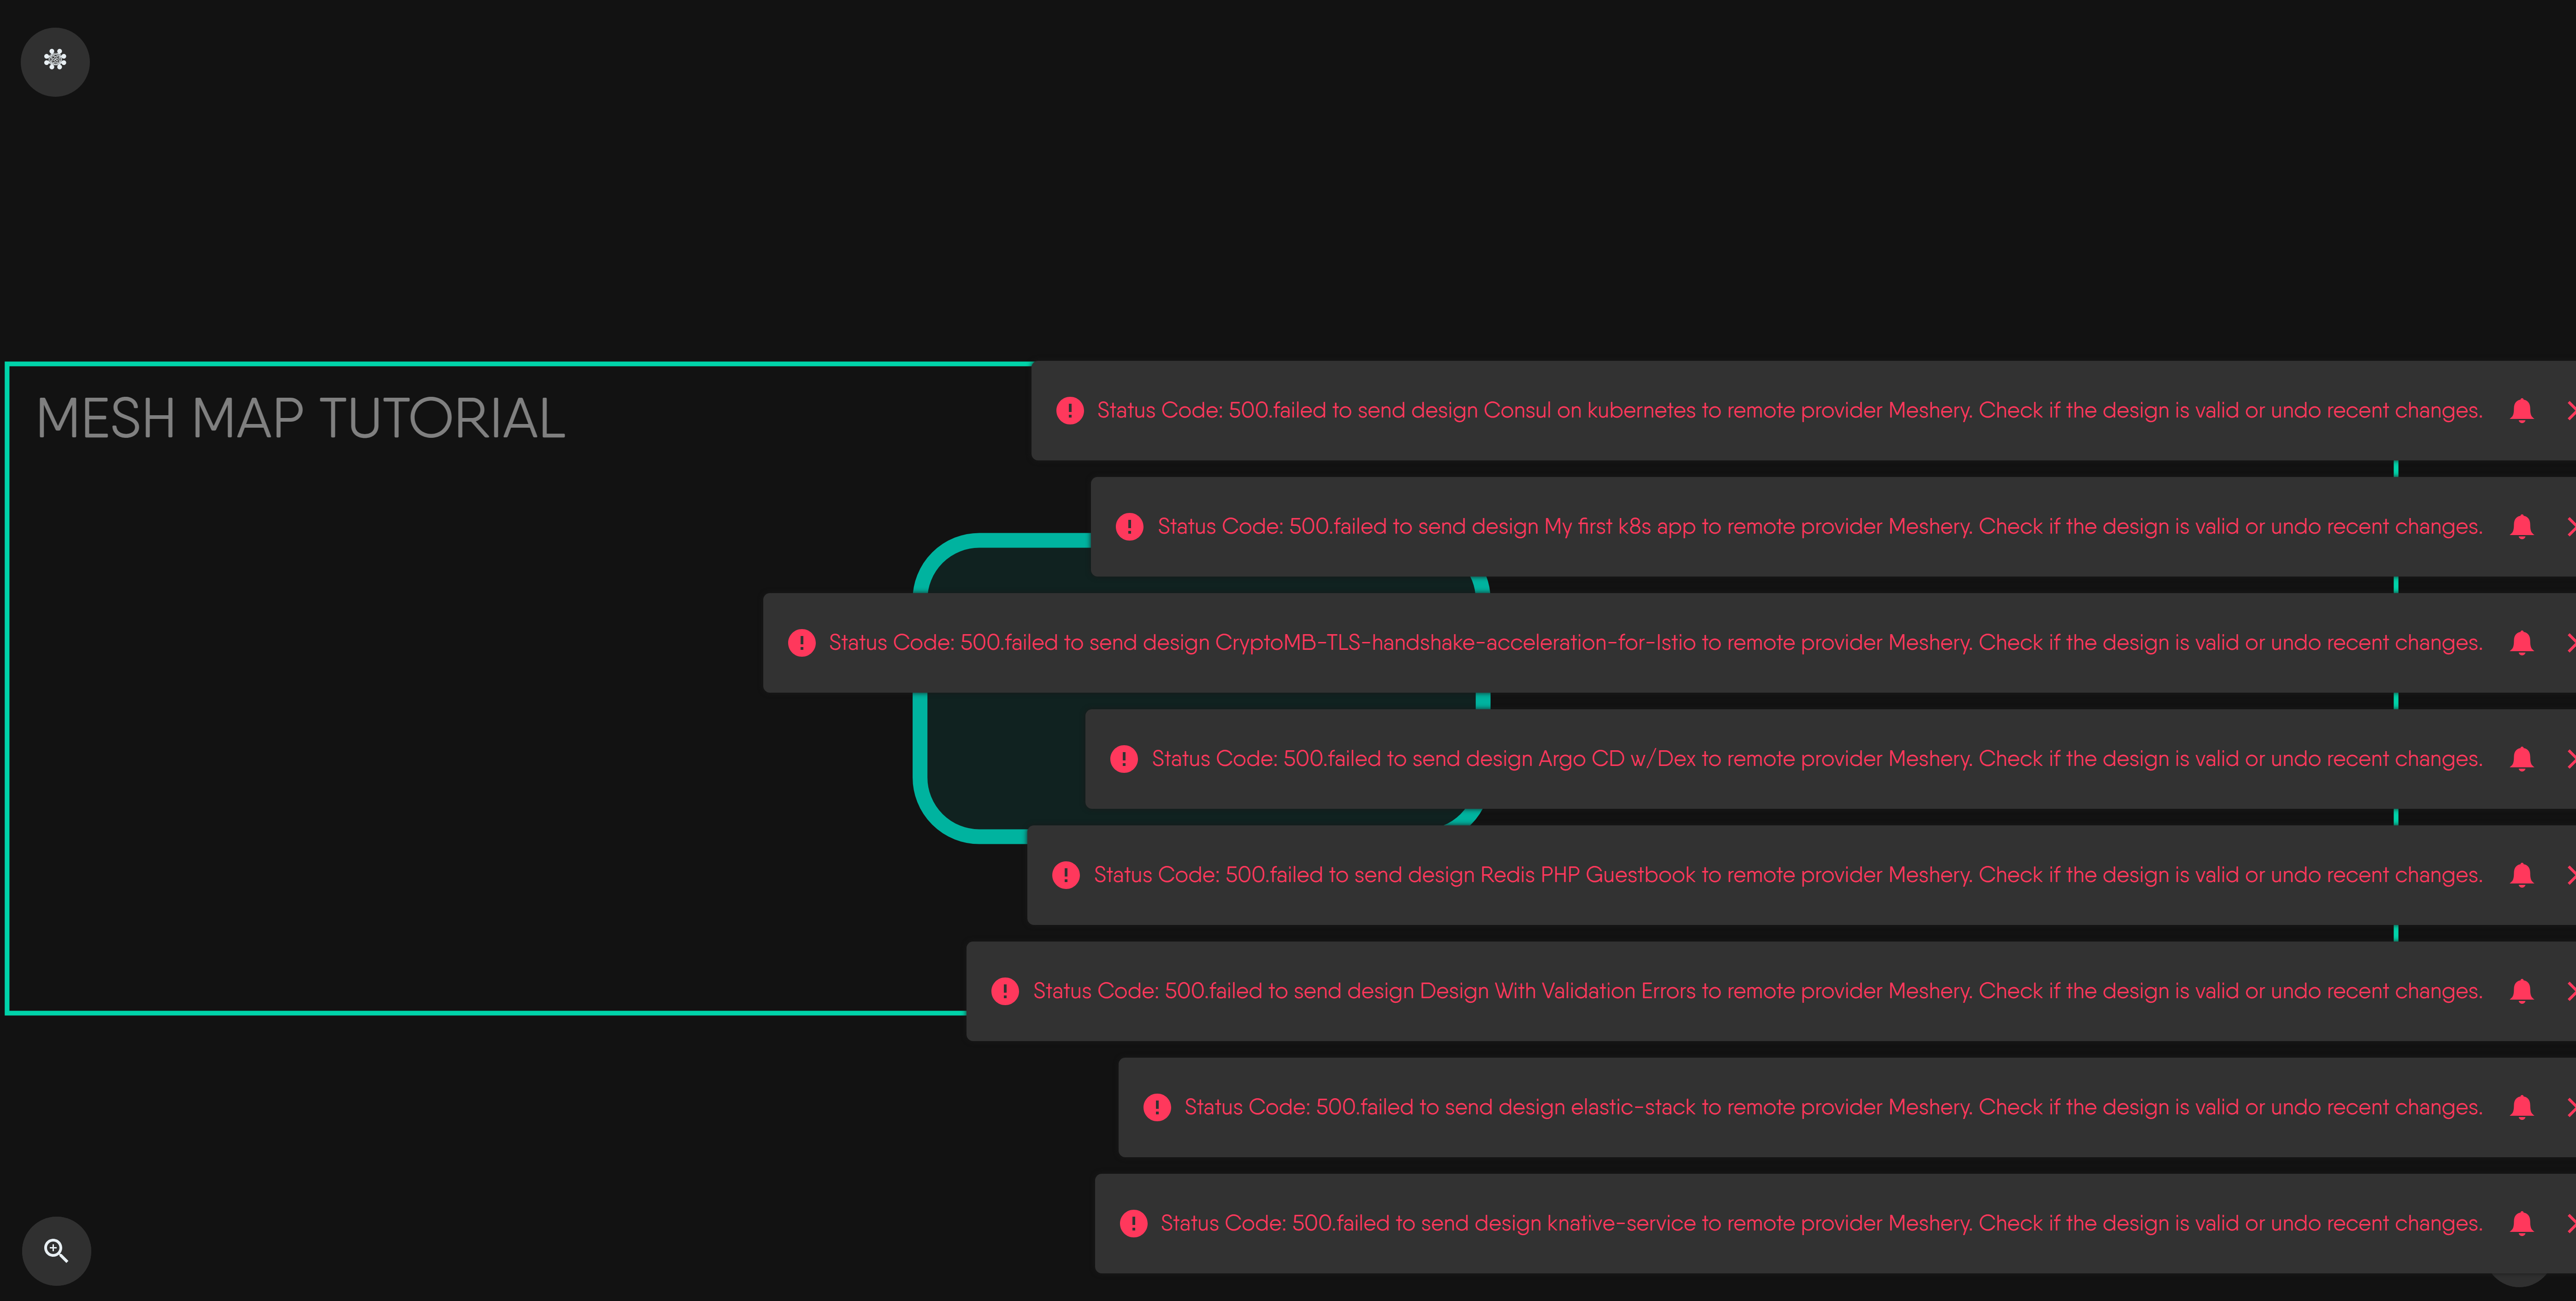 MESH MAP TUTORIAL
Status Code: 500.failed to send design Consul on kubernetes to remote provider Meshery. Check if the design is valid or undo recent changes.
Status Code: 500.failed to send design My first k8s app to remote provider Meshery. Check if the design is valid or undo recent changes.
Status Code: 500.failed to send design CryptoMB-TLS-handshake-acceleration-for-Istio to remote provider Meshery. Check if the design is valid or undo recent changes.
Status Code: 500.failed to send design Argo CD w/Dex to remote provider Meshery. Check if the design is valid or undo recent changes.
Status Code: 500.failed to send design Redis PHP Guestbook to remote provider Meshery. Check if the design is valid or undo recent changes.
Status Code: 500.failed to send design Design With Validation Errors to remote provider Meshery. Check if the design is valid or undo recent changes.
Status Code: 500.failed to send design elastic-stack to remote provider Meshery. Check if the design is valid or undo recent changes.
Status Code: 500.failed to send design knative-service to remote provider Meshery. Check if the design is valid or undo recent changes.